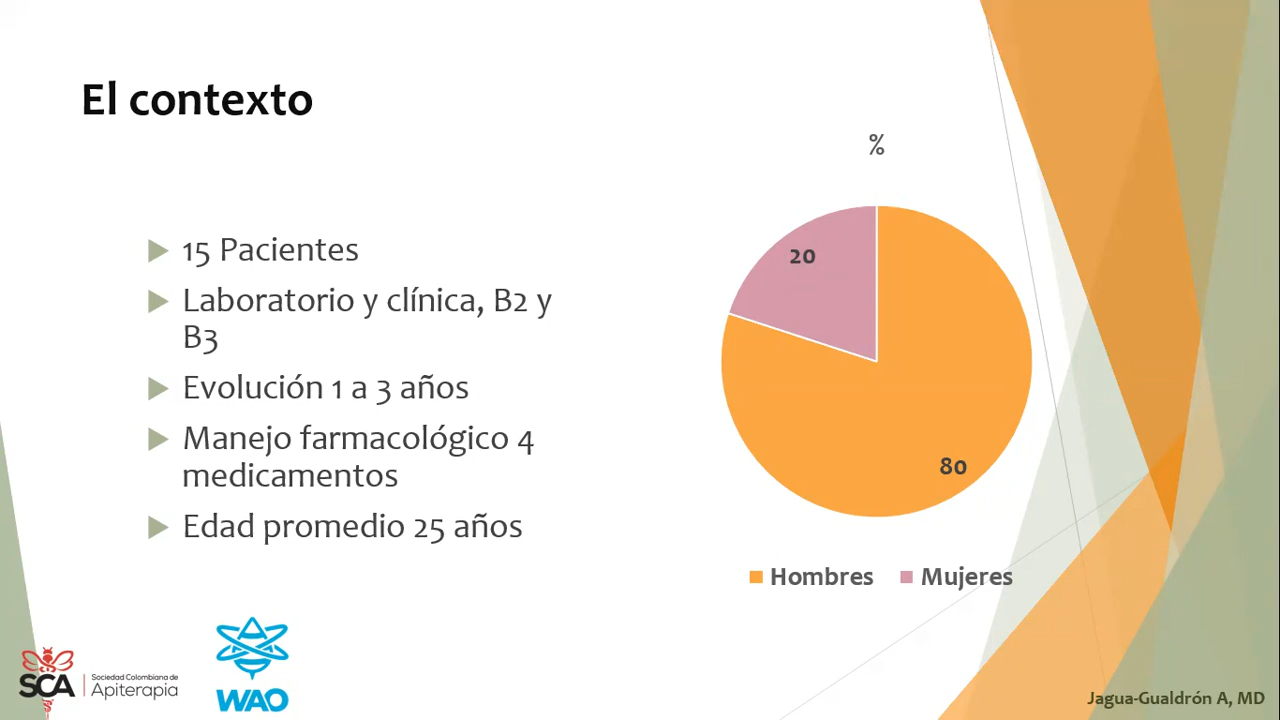 El contexto
%
15 Pacientes
Laboratorio y clínica, B2 y
B3
Evolución 1 a 3 años
Manejo farmacológico 4
medicamentos
Edad promedio 25 años
20
80
Hombres Mujeres
SCA
Sociedad Colombiana de
Apiterapia
WAO
Jagua-Gualdrón A, MD